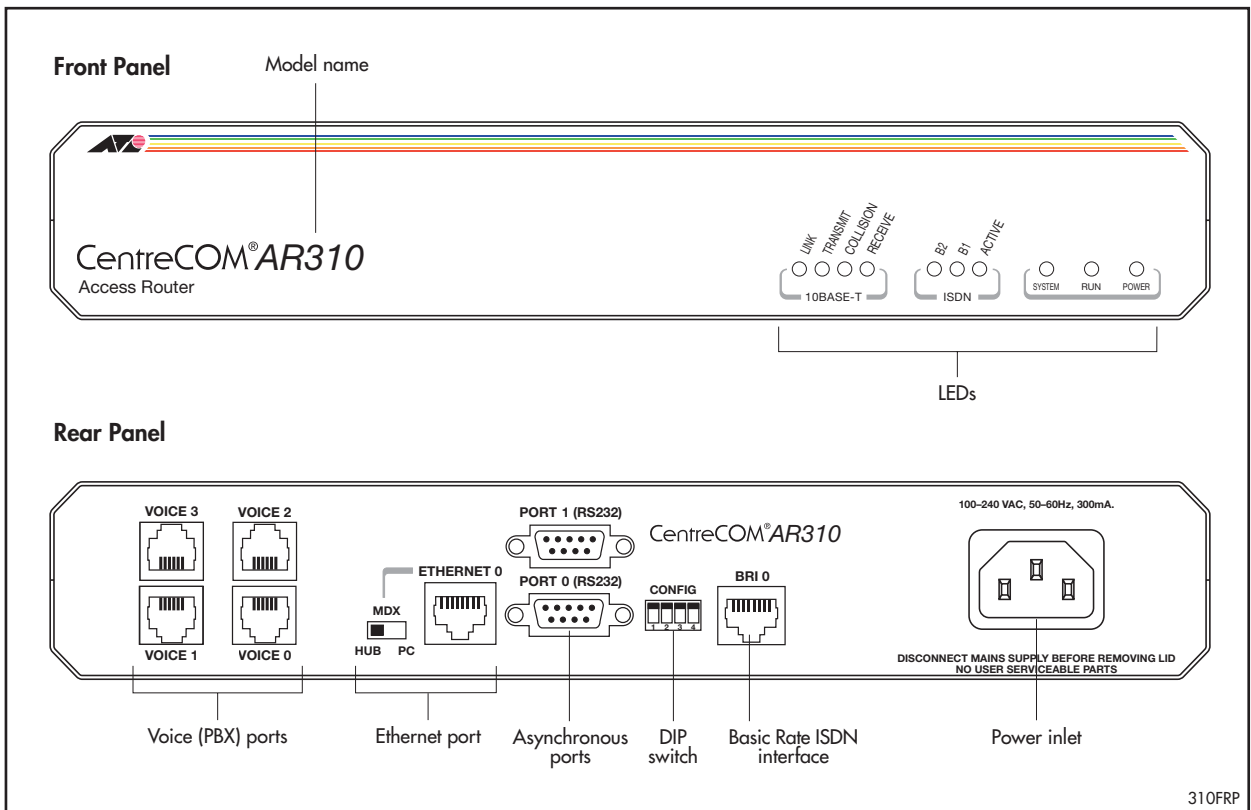 Front Panel
Model name
CentreCOM®AR310
Access Router
LINK
TRANSMIT
COLLISION
RECEIVE
10BASE-T
B2
B1
ACTIVE
ISDN
SYSTEM
RUN
POWER
LEDs
Rear Panel
VOICE 3
VOICE 2
VOICE 1
VOICE 0
ETHERNET 0
MDX
HUB PC
PORT 1 (RS232)
PORT 0 (RS232)
CentreCOM®AR310
CONFIG
1 2 3 4
BRI 0
100–240 VAC, 50–60Hz, 300mA.
DISCONNECT MAINS SUPPLY BEFORE REMOVING LID
NO USER SERVICEABLE PARTS
Voice (PBX) ports
Ethernet port
Asynchronous
ports
DIP
switch
Basic Rate ISDN
interface
Power inlet
310FRP